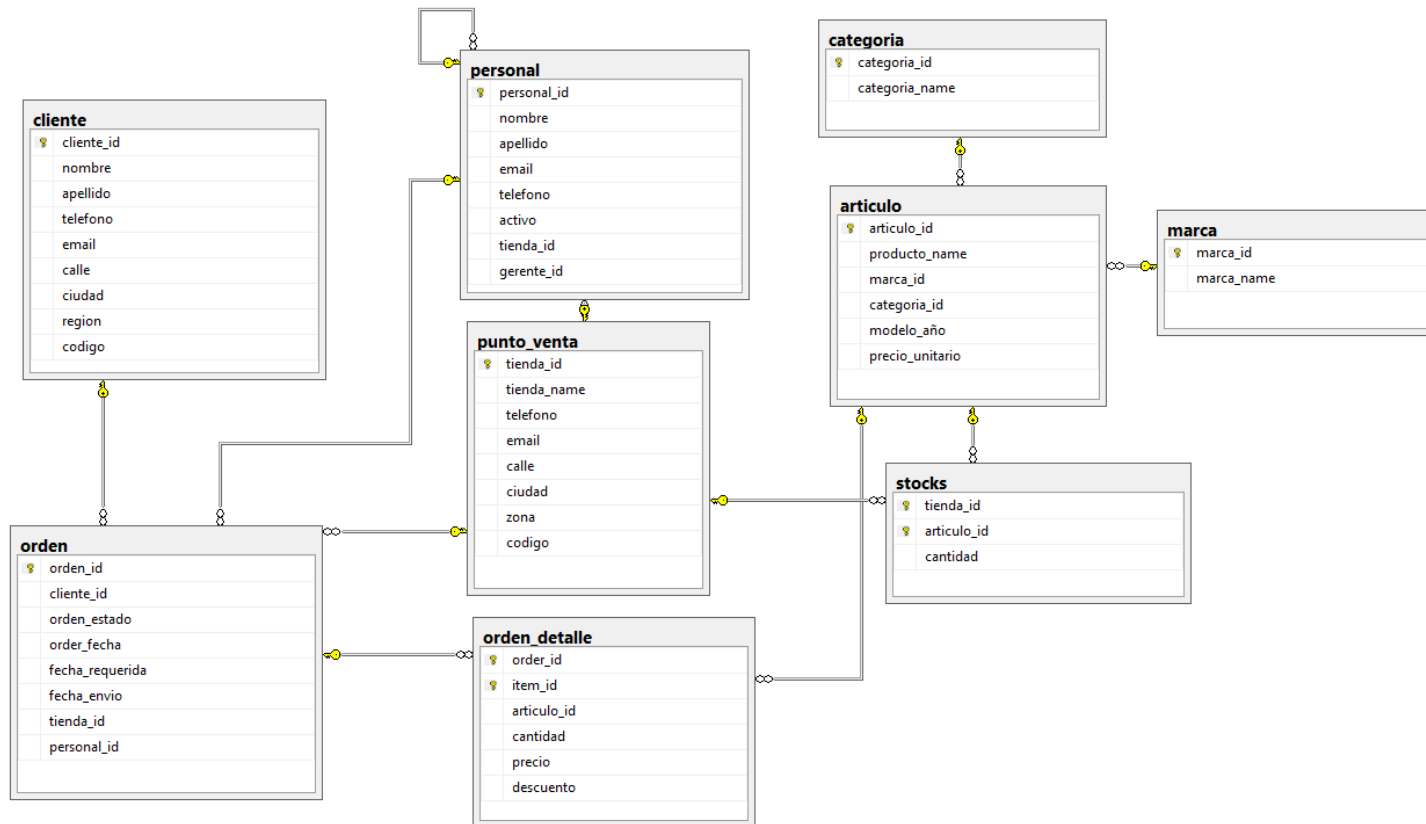 cliente
cliente_id
nombre
apellido
telefono
email
calle
ciudad
region
codigo
personal
personal_id
nombre
apellido
email
telefono
activo
tienda_id
gerente_id
categoria
categoria_id
categoria_name
articulo
articulo_id
producto_name
marca_id
categoria_id
modelo_año
precio_unitario
marca
marca_id
marca_name
punto_venta
tienda_id
tienda_name
telefono
email
calle
ciudad
zona
codigo
stocks
tienda_id
articulo_id
cantidad
orden
orden_id
cliente_id
orden_estado
order_fecha
fecha_requerida
fecha_envio
tienda_id
personal_id
orden_detalle
order_id
item_id
articulo_id
cantidad
precio
descuento